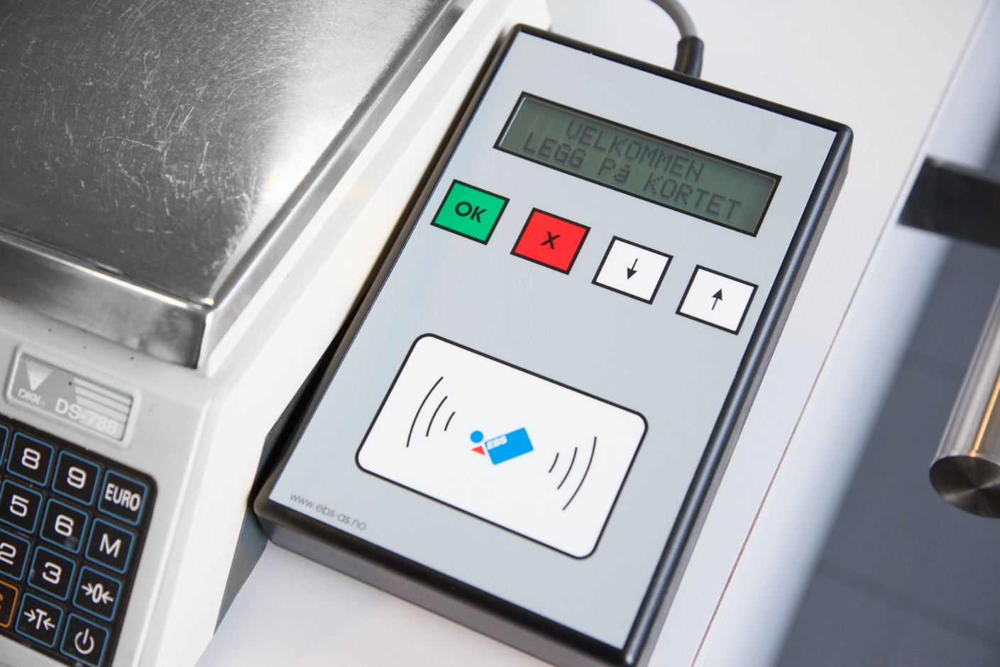 VELKOMMEN
LEGG På KORTET
OK
X
EBS
www.ebs-as.no
DIGI
DS-788
8
9
EURO
5
6
M
2
3
→0←
→T←